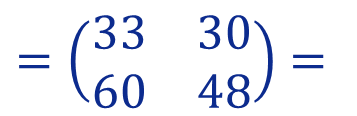 = (33 30
60 48) =